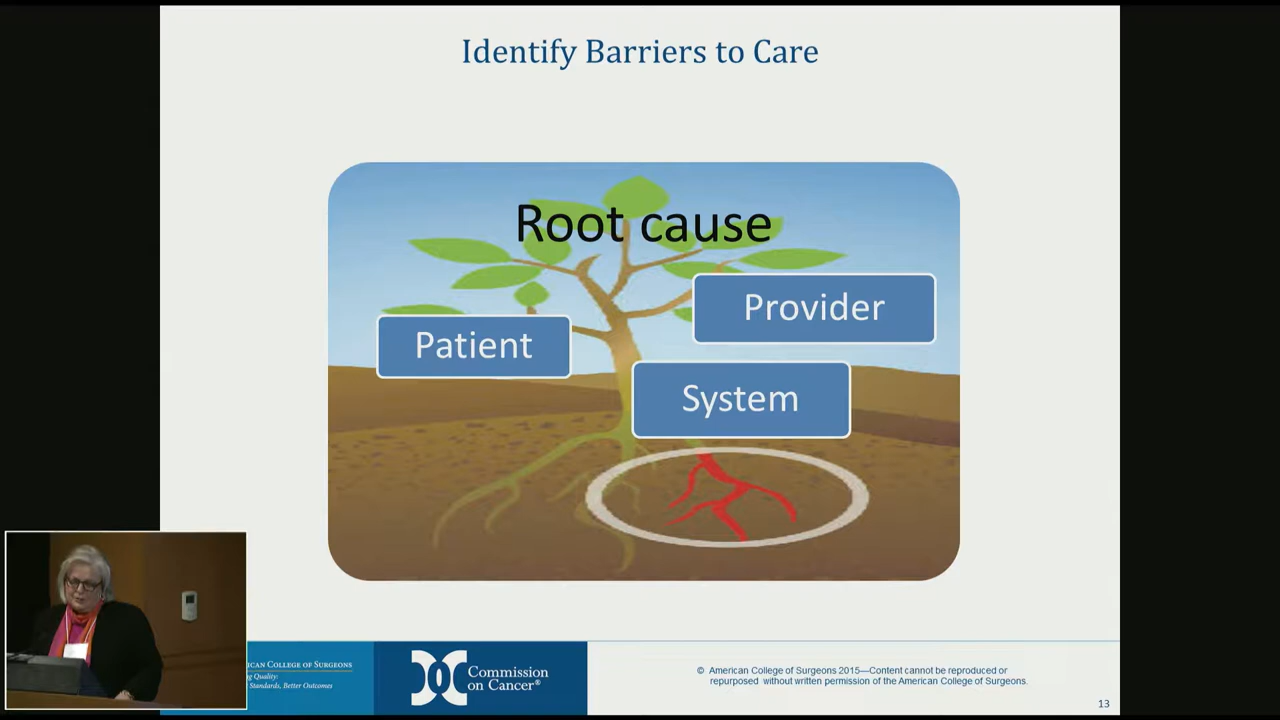 Identify Barriers to Care
Root cause
Provider
Patient
System
ICAN COLLEGE OF SURGEONS
g Quality:
Standards, Better Outcomes
Commission
on Cancer®
© American College of Surgeons 2015—Content cannot be reproduced or
repurposed without written permission of the American College of Surgeons.
13